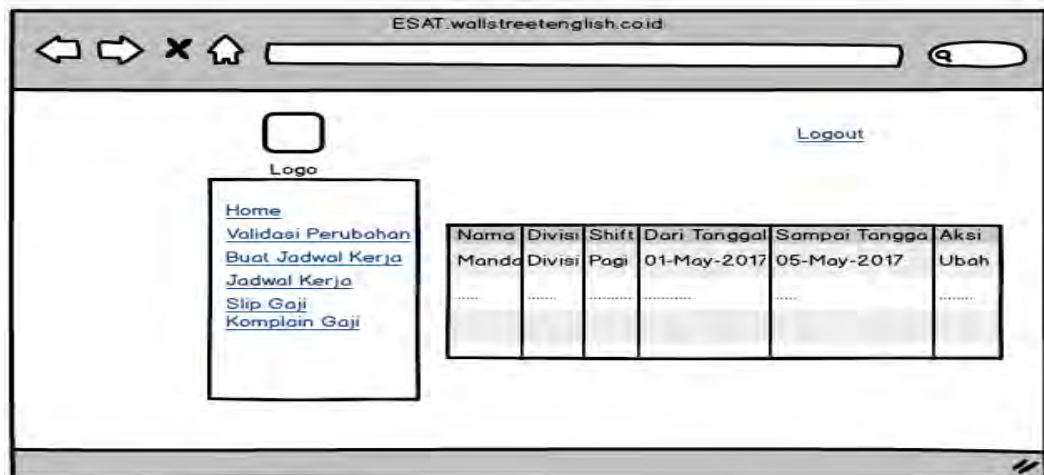 ESAT.wallstreetenglish.co.id
Logout
Logo
Home
Validasi Perubahan
Buat Jadwal Kerja
Jadwal Kerja
Slip Gaji
Komplain Gaji
Nama Divisi Shift Dari Tanggal Sampai Tangga Aksi
Manda Divisi Pagi 01-May-2017 05-May-2017 Ubah
..... ...... ........... ............ ..... ........